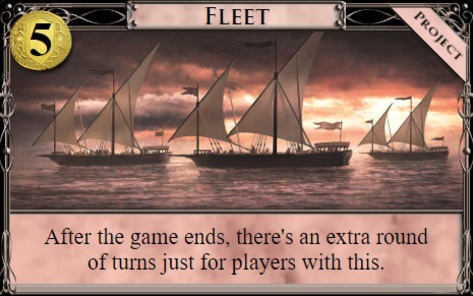 FLEET
5
PROJECT
After the game ends, there's an extra round
of turns just for players with this.